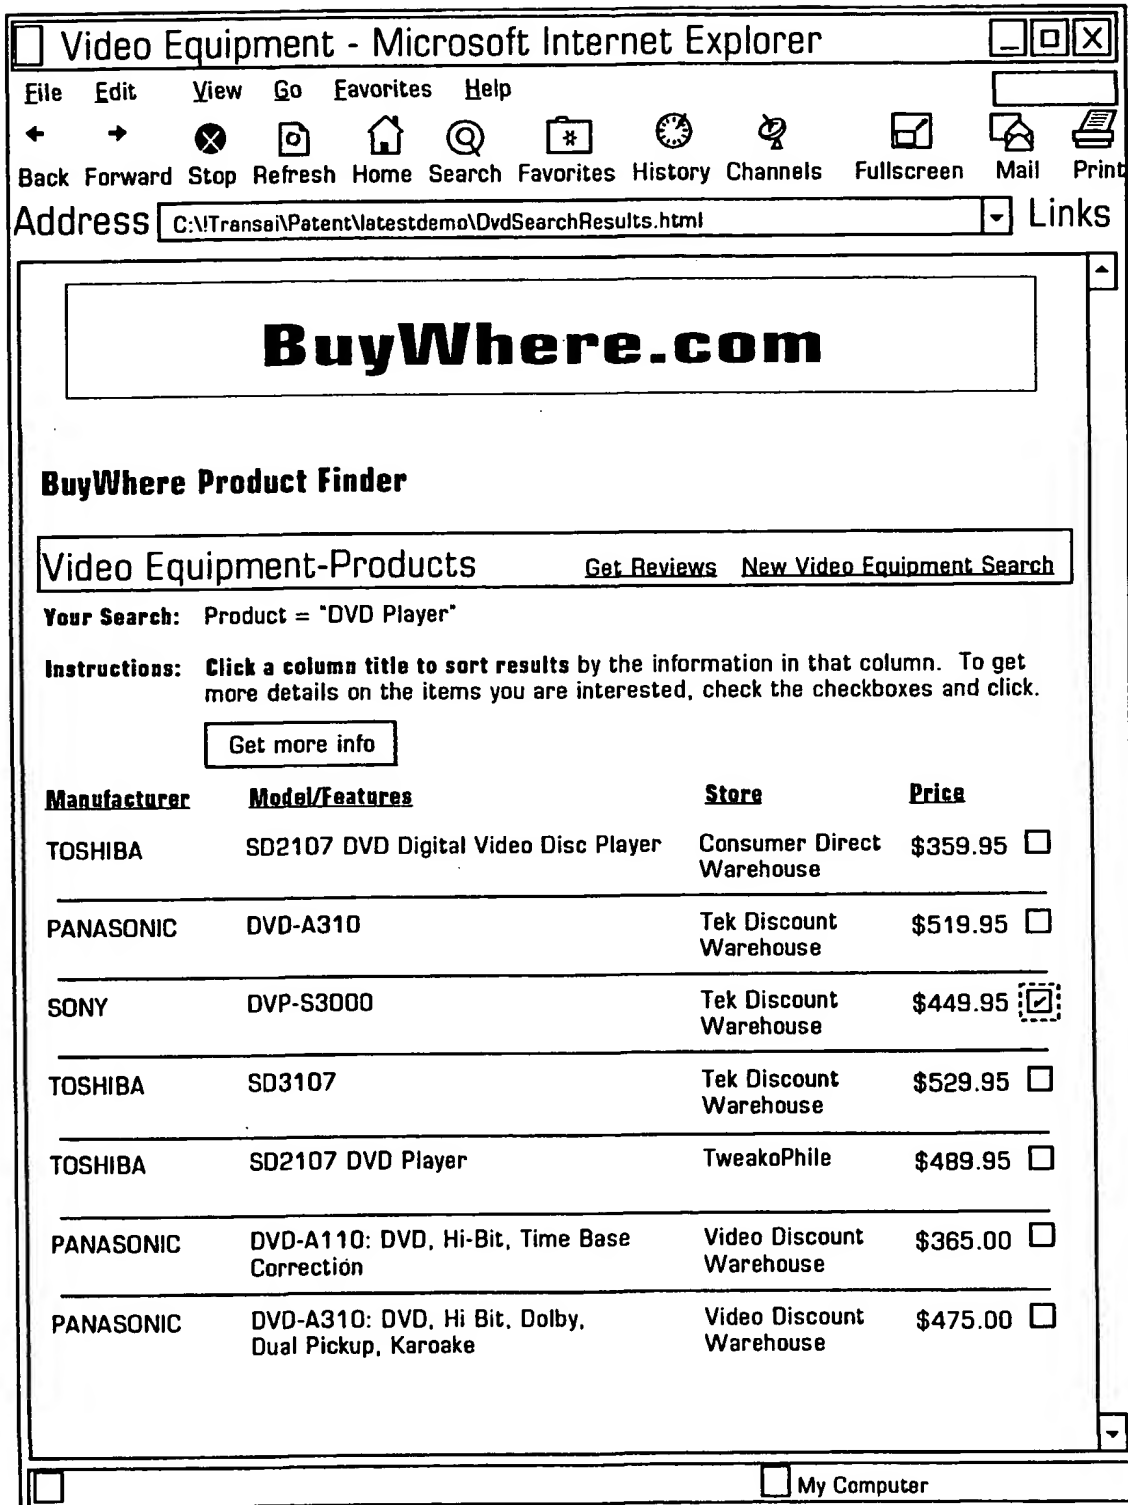 Video Equipment - Microsoft Internet Explorer
File Edit View Go Favorites Help
Back Forward Stop Refresh Home Search Favorites History Channels Fullscreen Mail Print
Address C:\!Transai\Patent\latestdemo\DvdSearchResults.html Links
BuyWhere.com
BuyWhere Product Finder
Video Equipment-Products Get Reviews New Video Equipment Search
Your Search: Product = "DVD Player"
Instructions: Click a column title to sort results by the information in that column. To get
more details on the items you are interested, check the checkboxes and click.
Get more info
Manufacturer Model/Features Store Price
TOSHIBA SD2107 DVD Digital Video Disc Player Consumer Direct $359.95
Warehouse
PANASONIC DVD-A310 Tek Discount $519.95
Warehouse
SONY DVP-S3000 Tek Discount $449.95
Warehouse
TOSHIBA SD3107 Tek Discount $529.95
Warehouse
TOSHIBA SD2107 DVD Player TweakoPhile $489.95
PANASONIC DVD-A110: DVD, Hi-Bit, Time Base Video Discount $365.00
Correction Warehouse
PANASONIC DVD-A310: DVD, Hi Bit, Dolby, Video Discount $475.00
Dual Pickup, Karoake Warehouse
My Computer